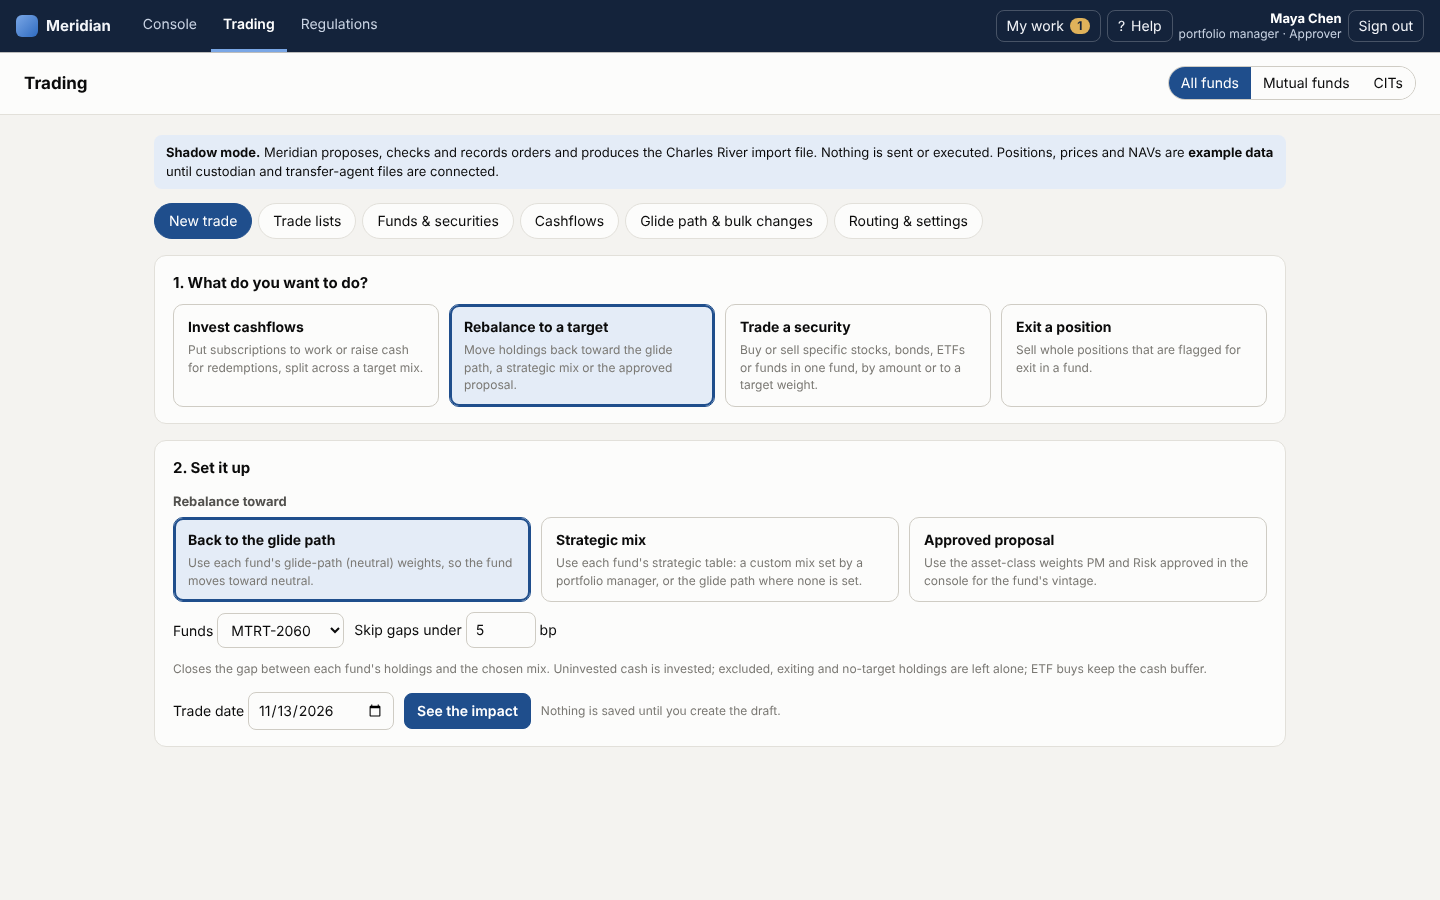 Meridian
Console
Trading
Regulations
My work 1
? Help
Maya Chen
portfolio manager · Approver
Sign out
Trading
All funds
Mutual funds
CITs
Shadow mode. Meridian proposes, checks and records orders and produces the Charles River import file. Nothing is sent or executed. Positions, prices and NAVs are example data
until custodian and transfer-agent files are connected.
New trade
Trade lists
Funds & securities
Cashflows
Glide path & bulk changes
Routing & settings
1. What do you want to do?
Invest cashflows
Put subscriptions to work or raise cash
for redemptions, split across a target mix.
Rebalance to a target
Move holdings back toward the glide
path, a strategic mix or the approved
proposal.
Trade a security
Buy or sell specific stocks, bonds, ETFs
or funds in one fund, by amount or to a
target weight.
Exit a position
Sell whole positions that are flagged for
exit in a fund.
2. Set it up
Rebalance toward
Back to the glide path
Use each fund's glide-path (neutral) weights, so the fund
moves toward neutral.
Strategic mix
Use each fund's strategic table: a custom mix set by a
portfolio manager, or the glide path where none is set.
Approved proposal
Use the asset-class weights PM and Risk approved in the
console for the fund's vintage.
Funds MTRT-2060 Skip gaps under 5 bp
Closes the gap between each fund's holdings and the chosen mix. Uninvested cash is invested; excluded, exiting and no-target holdings are left alone; ETF buys keep the cash buffer.
Trade date 11/13/2026 See the impact Nothing is saved until you create the draft.